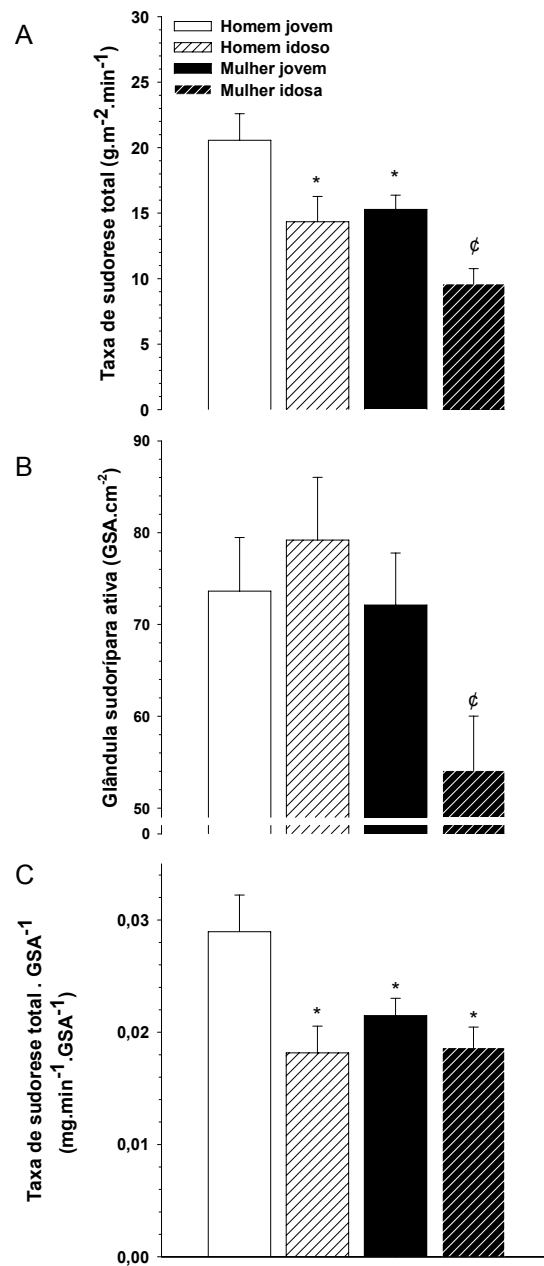 A
Taxa de sudorese total (g.m⁻².min⁻¹)
30
25
20
15
10
5
0
Homem jovem
Homem idoso
Mulher jovem
Mulher idosa
*
*
¢
B
Glândula sudorípara ativa (GSA.cm⁻²)
90
80
70
60
50
0
¢
C
Taxa de sudorese total . GSA⁻¹
(mg.min⁻¹.GSA⁻¹)
0,03
0,02
0,01
0,00
*
*
*